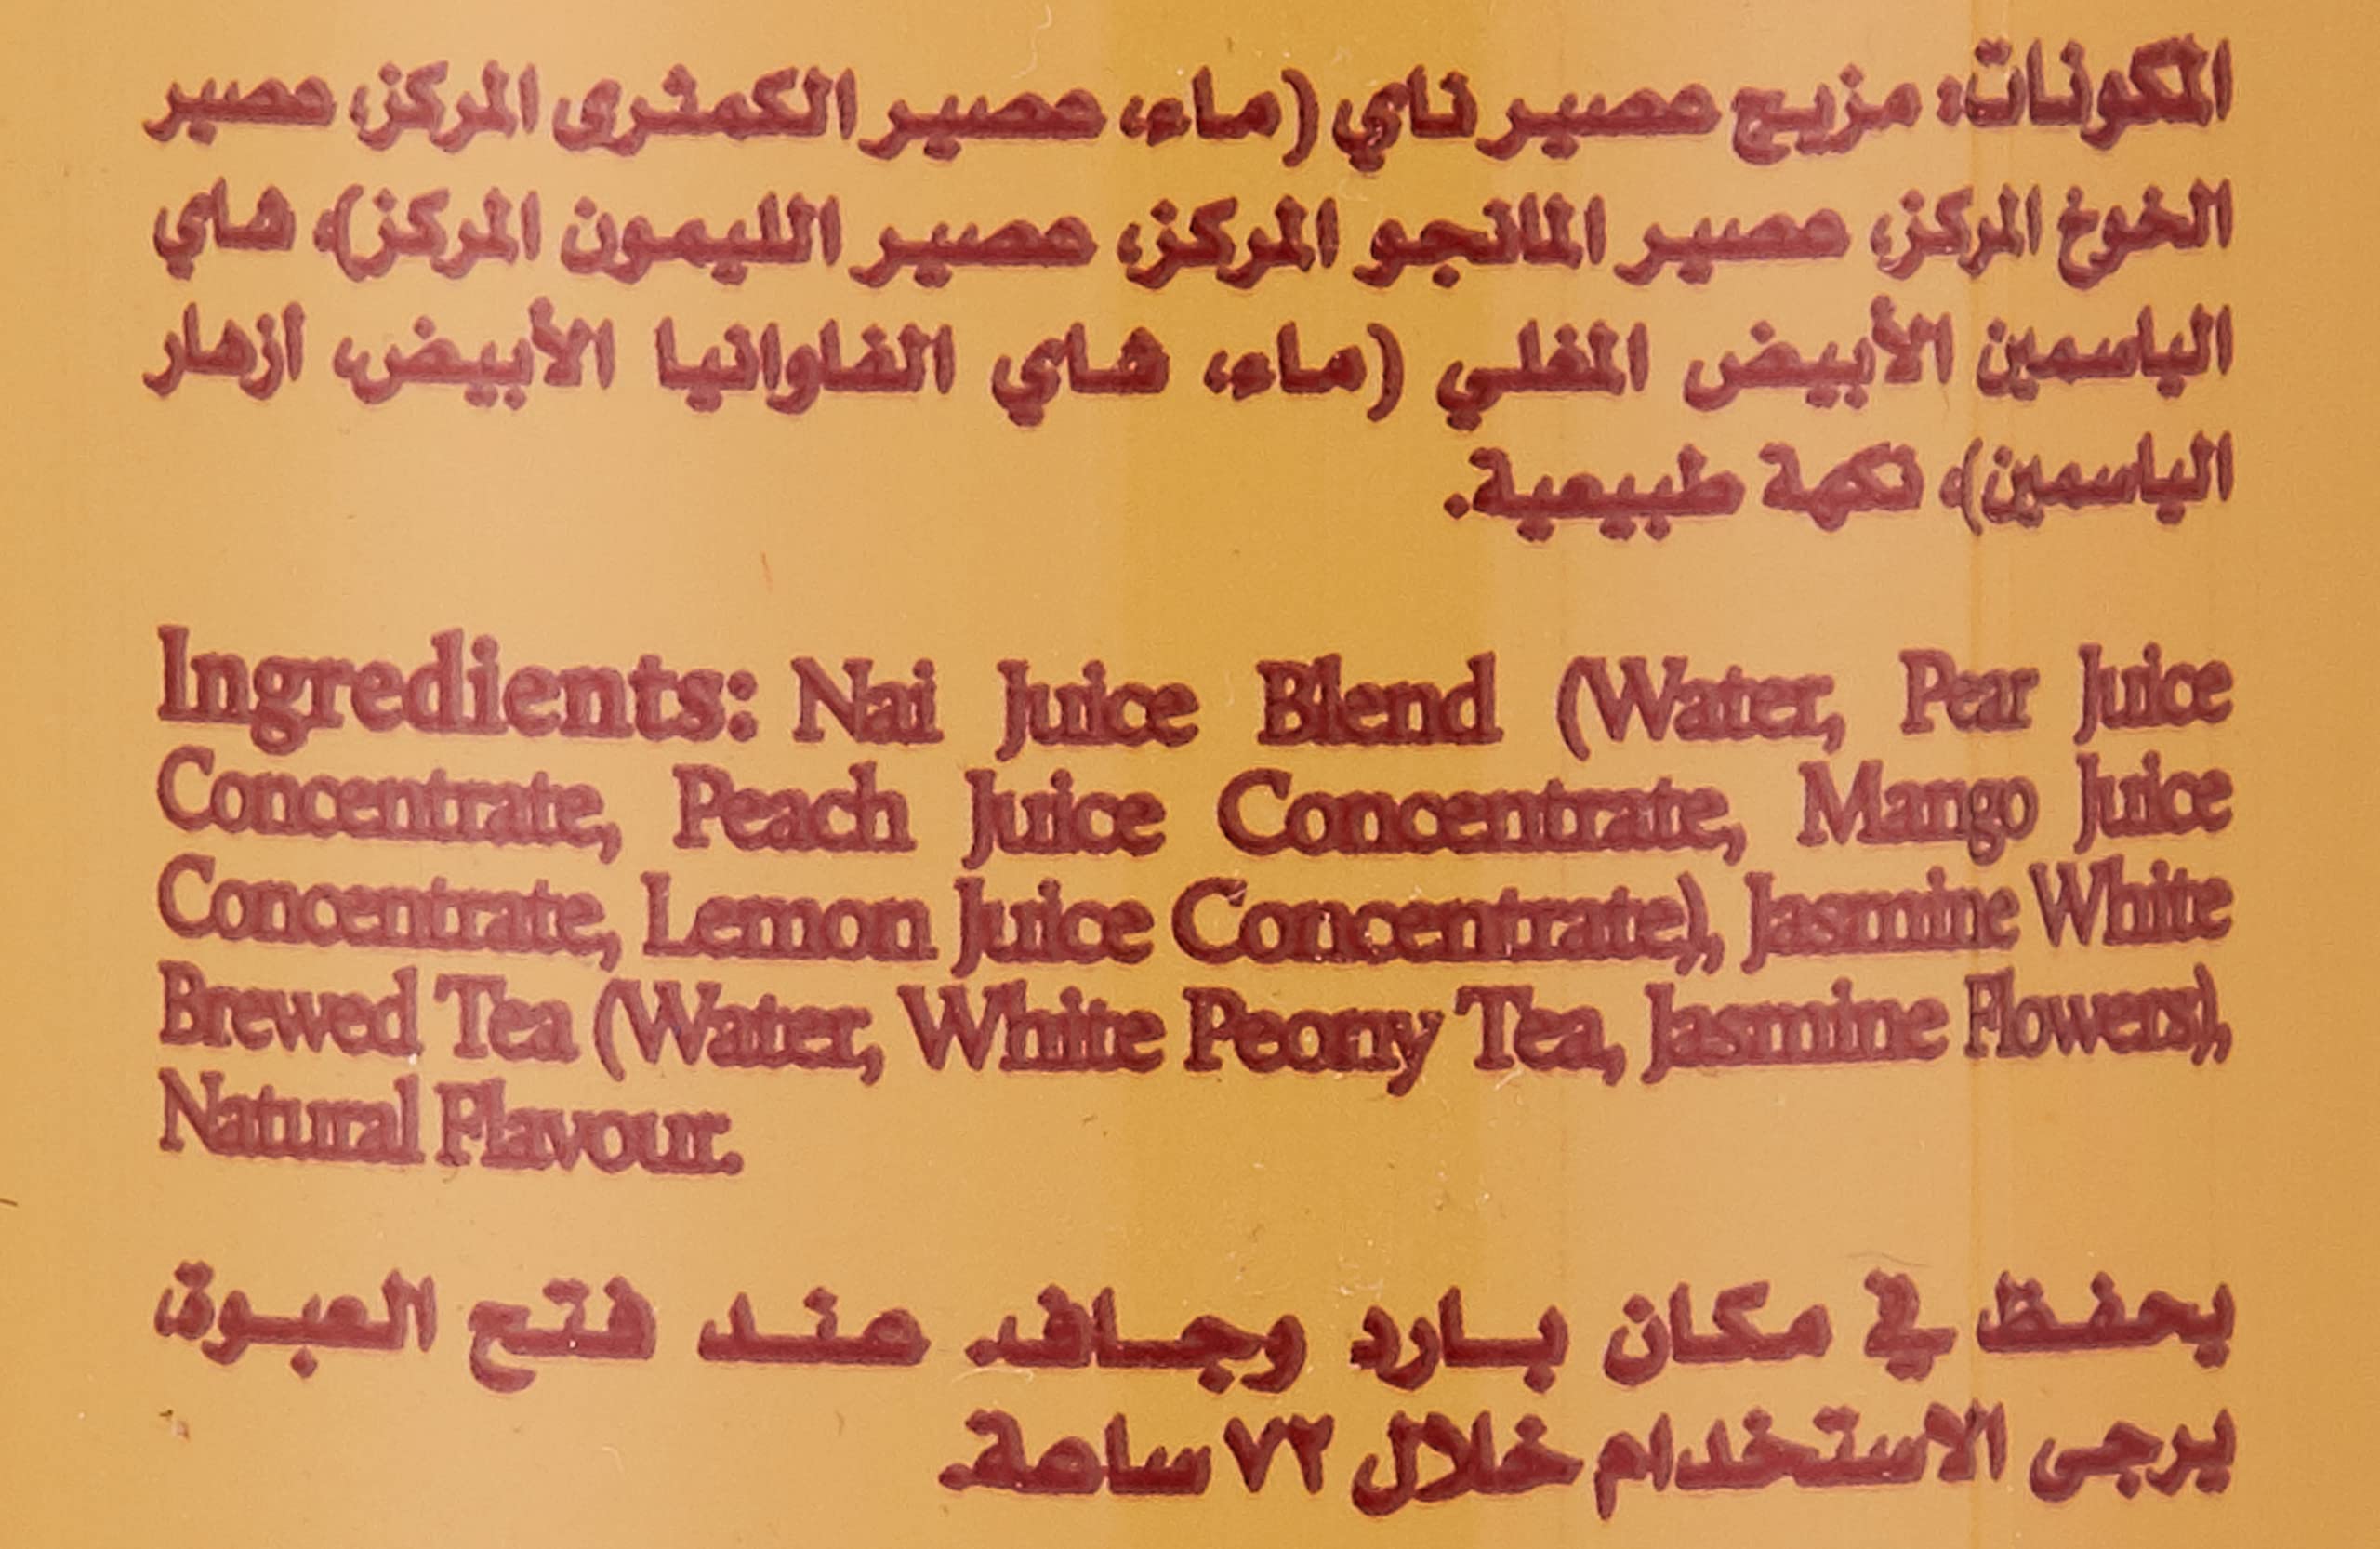 المكونات: مزيج عصير ناي (ماء، عصير الكمثرى المركز، عصير
الخوخ المركز، عصير المانجو المركز، عصير الليمون المركز)، شاي
الياسمين الأبيض المغلي (ماء، شاي الفاوانيا الأبيض، أزهار
الياسمين)، نكهة طبيعية.
Ingredients: Nai Juice Blend (Water, Pear Juice
Concentrate, Peach Juice Concentrate, Mango Juice
Concentrate, Lemon Juice Concentrate), Jasmine White
Brewed Tea (Water, White Peony Tea, Jasmine Flowers),
Natural Flavour.
يحفظ في مكان بارد وجاف. عند فتح العبوة،
يرجى الاستخدام خلال ٧٢ ساعة.